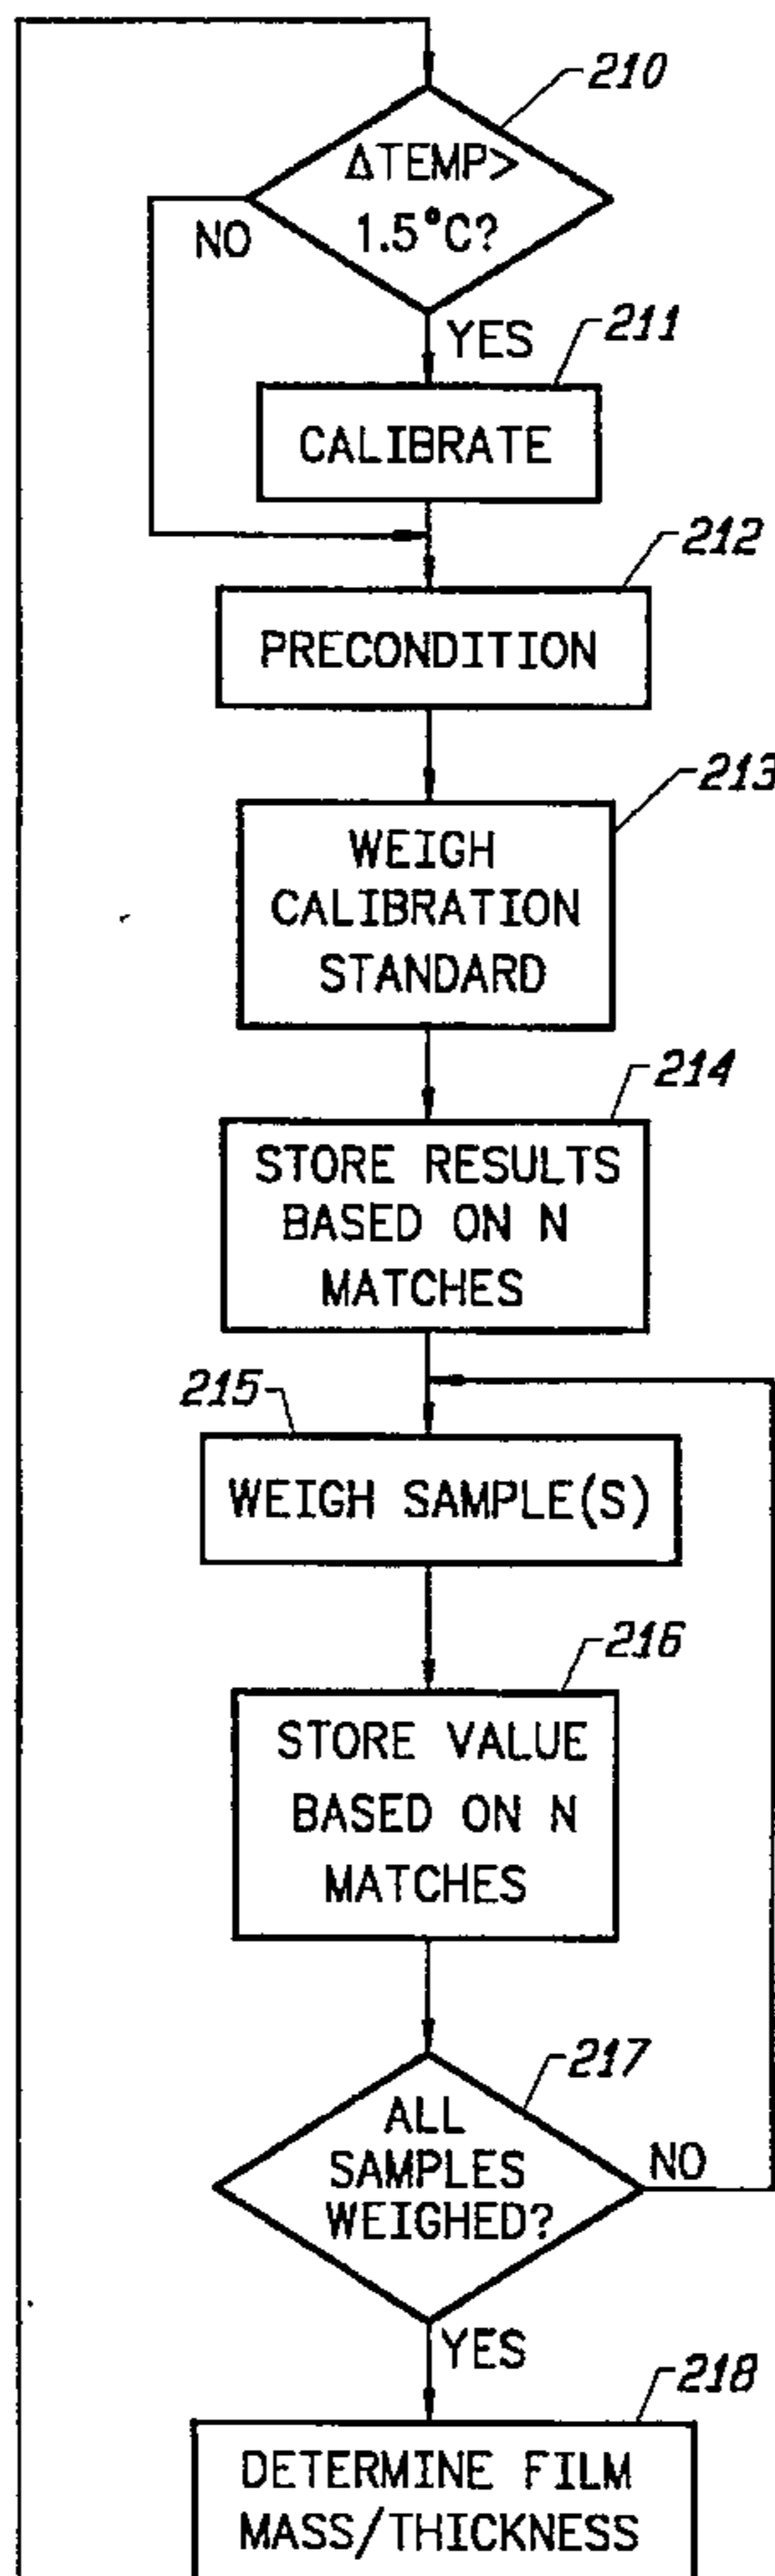 210
ΔTEMP>
1.5°C?
NO
YES
211
CALIBRATE
212
PRECONDITION
213
WEIGH
CALIBRATION
STANDARD
214
STORE RESULTS
BASED ON N
MATCHES
215
WEIGH SAMPLE(S)
216
STORE VALUE
BASED ON N
MATCHES
217
ALL
SAMPLES
WEIGHED?
NO
YES
218
DETERMINE FILM
MASS/THICKNESS